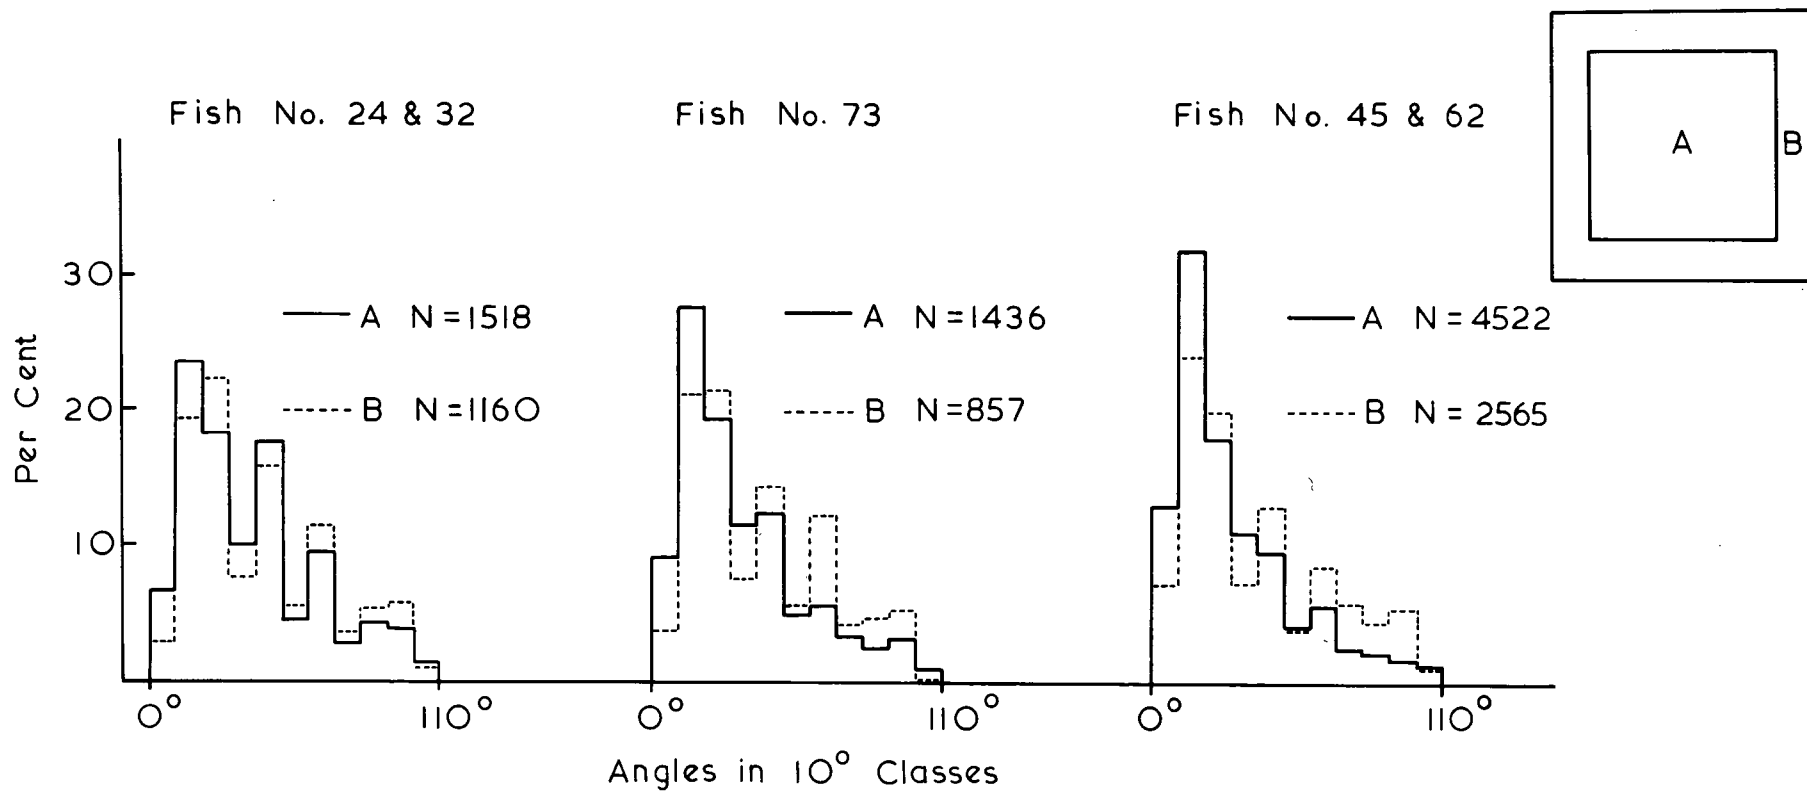 Fish No. 24 & 32
Fish No. 73
Fish No. 45 & 62
A
B
30
20
10
Per Cent
A N=1518
B N=1160
A N=1436
B N=857
A N=4522
B N=2565
0°
110°
0°
110°
0°
110°
Angles in 10° Classes